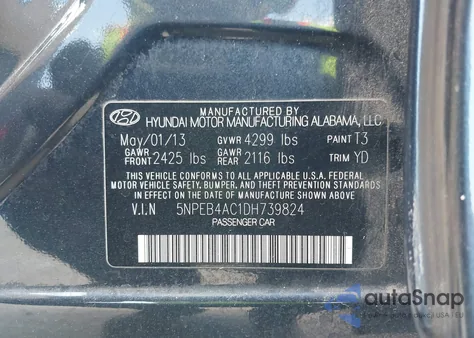 MANUFACTURED BY
HYUNDAI MOTOR MANUFACTURING ALABAMA, LLC
May/01/13 GVWR 4299 lbs PAINT T3
GAWR FRONT 2425 lbs GAWR REAR 2116 lbs TRIM YD
THIS VEHICLE CONFORMS TO ALL APPLICABLE U.S.A. FEDERAL
MOTOR VEHICLE SAFETY, BUMPER, AND THEFT PREVENTION
STANDARDS IN EFFECT ON THE DATE OF MANUFACTURE SHOWN ABOVE.
V.I.N 5NPEB4AC1DH739824
PASSENGER CAR
autoSnap